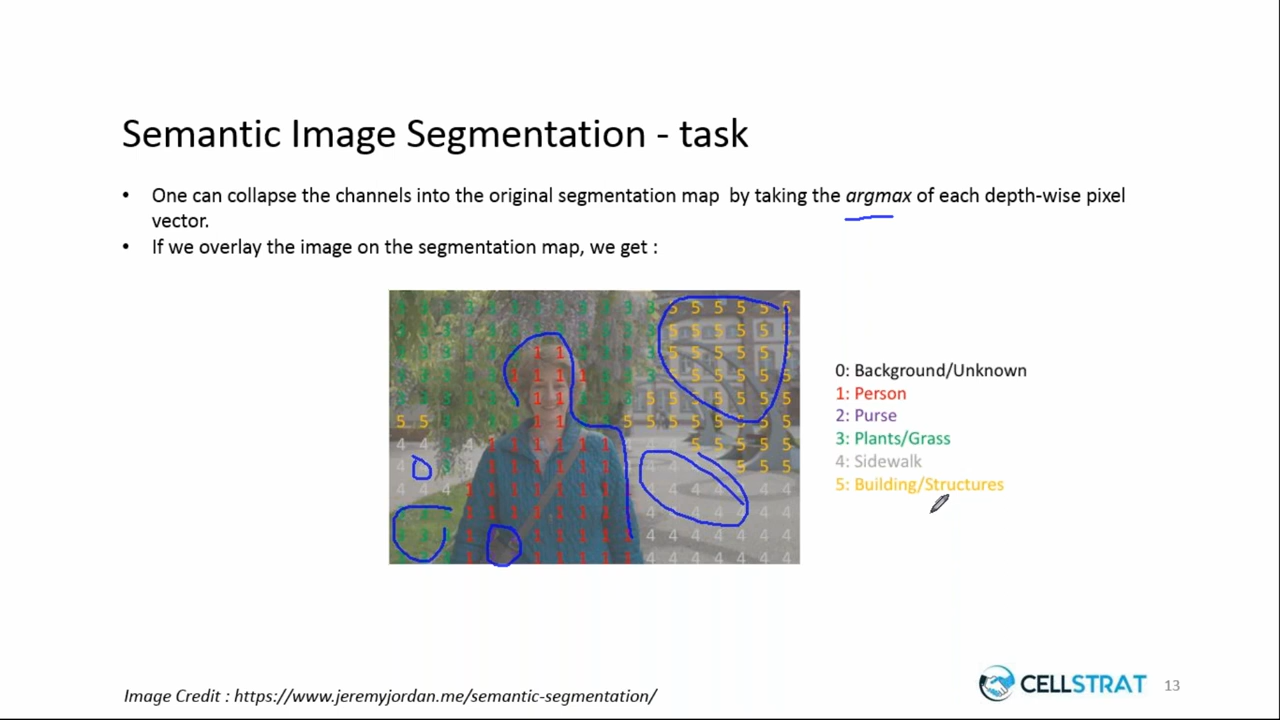 Semantic Image Segmentation - task
• One can collapse the channels into the original segmentation map by taking the argmax of each depth-wise pixel
vector.
• If we overlay the image on the segmentation map, we get :
0: Background/Unknown
1: Person
2: Purse
3: Plants/Grass
4: Sidewalk
5: Building/Structures
Image Credit : https://www.jeremyjordan.me/semantic-segmentation/
CELLSTRAT
13